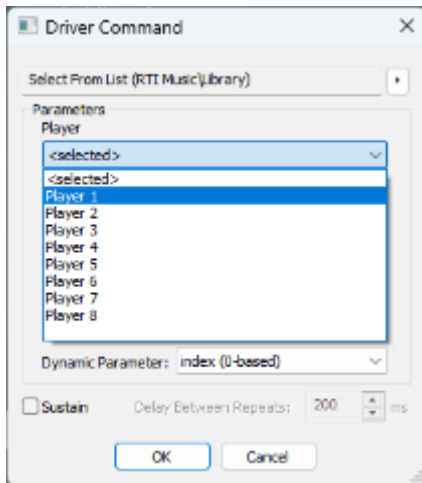 Driver Command
Select From List (RTI Music\Library)
Parameters
Player
<selected>
<selected>
Player 1
Player 2
Player 3
Player 4
Player 5
Player 6
Player 7
Player 8
Dynamic Parameter: index (0-based)
Sustain Delay Between Repeats: 200 ms
OK Cancel